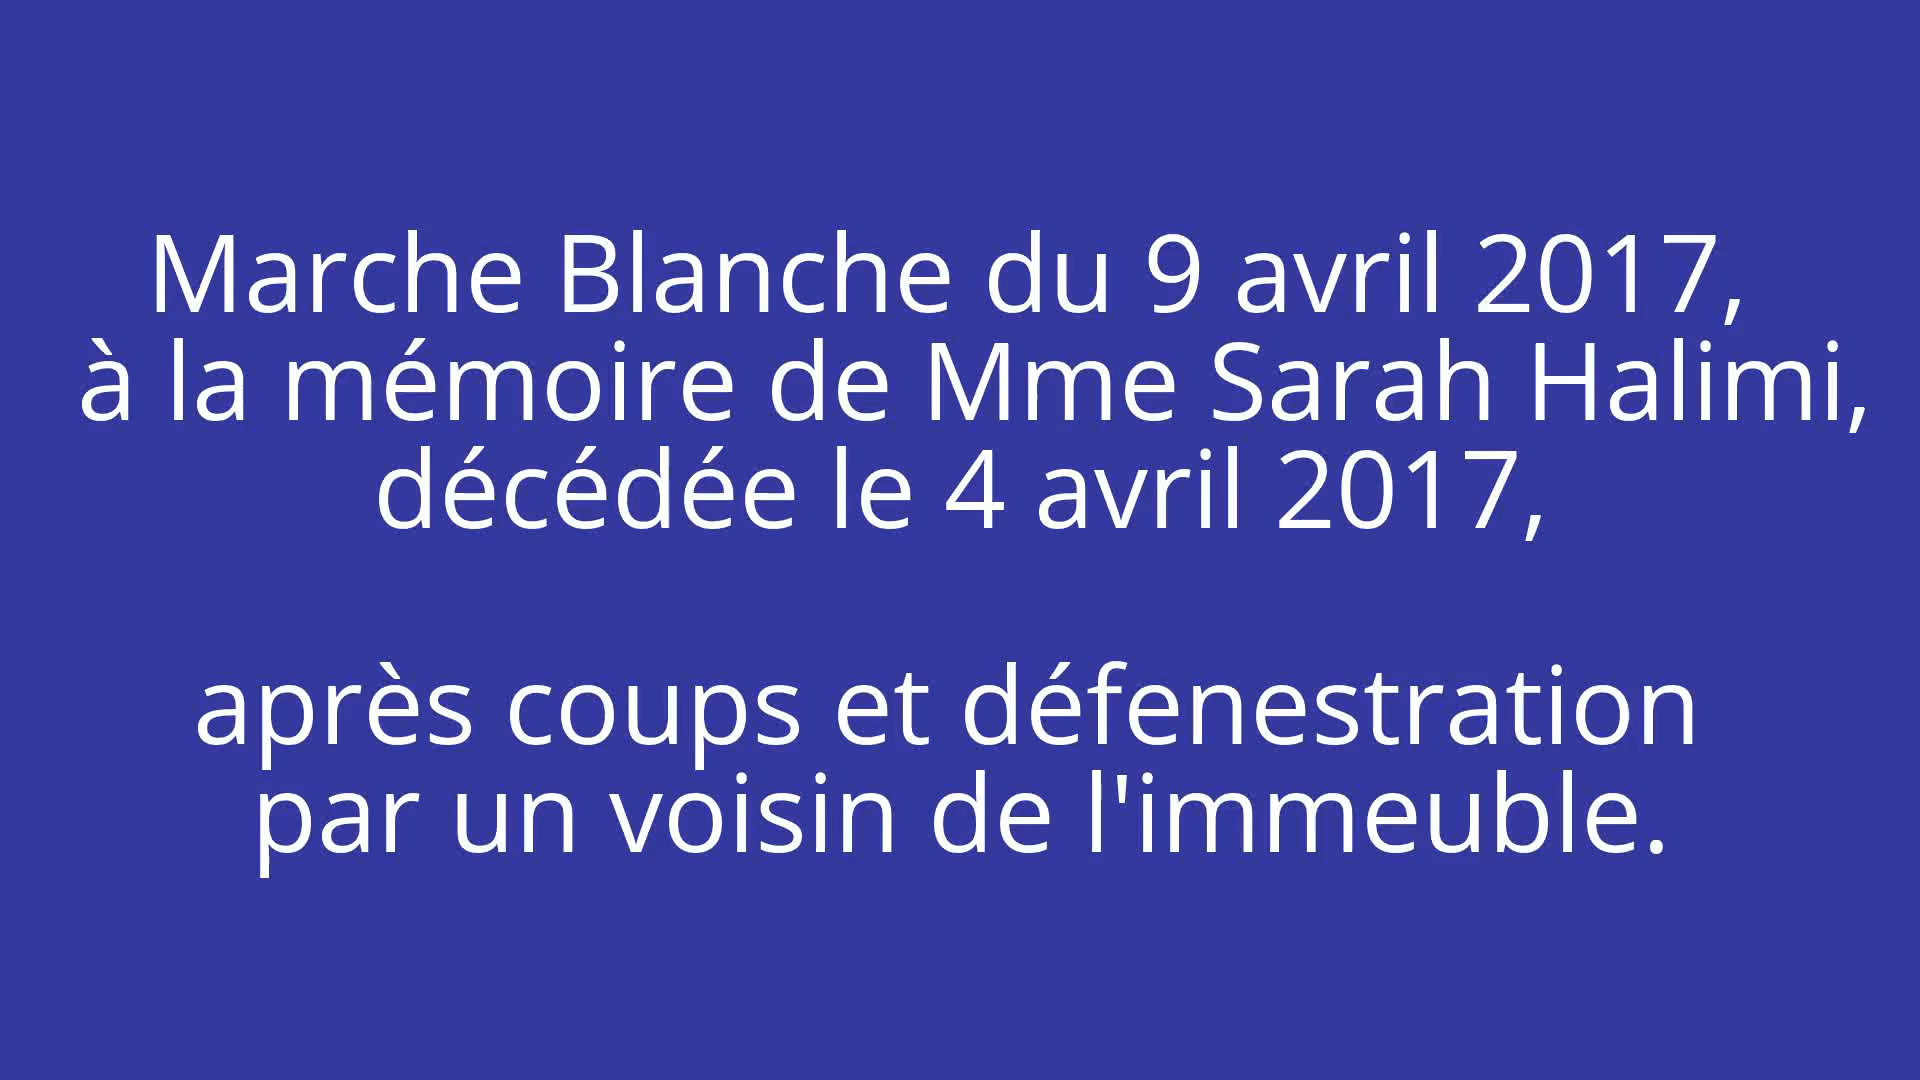 Marche Blanche du 9 avril 2017,
à la mémoire de Mme Sarah Halimi,
décédée le 4 avril 2017,
après coups et défenestration
par un voisin de l'immeuble.